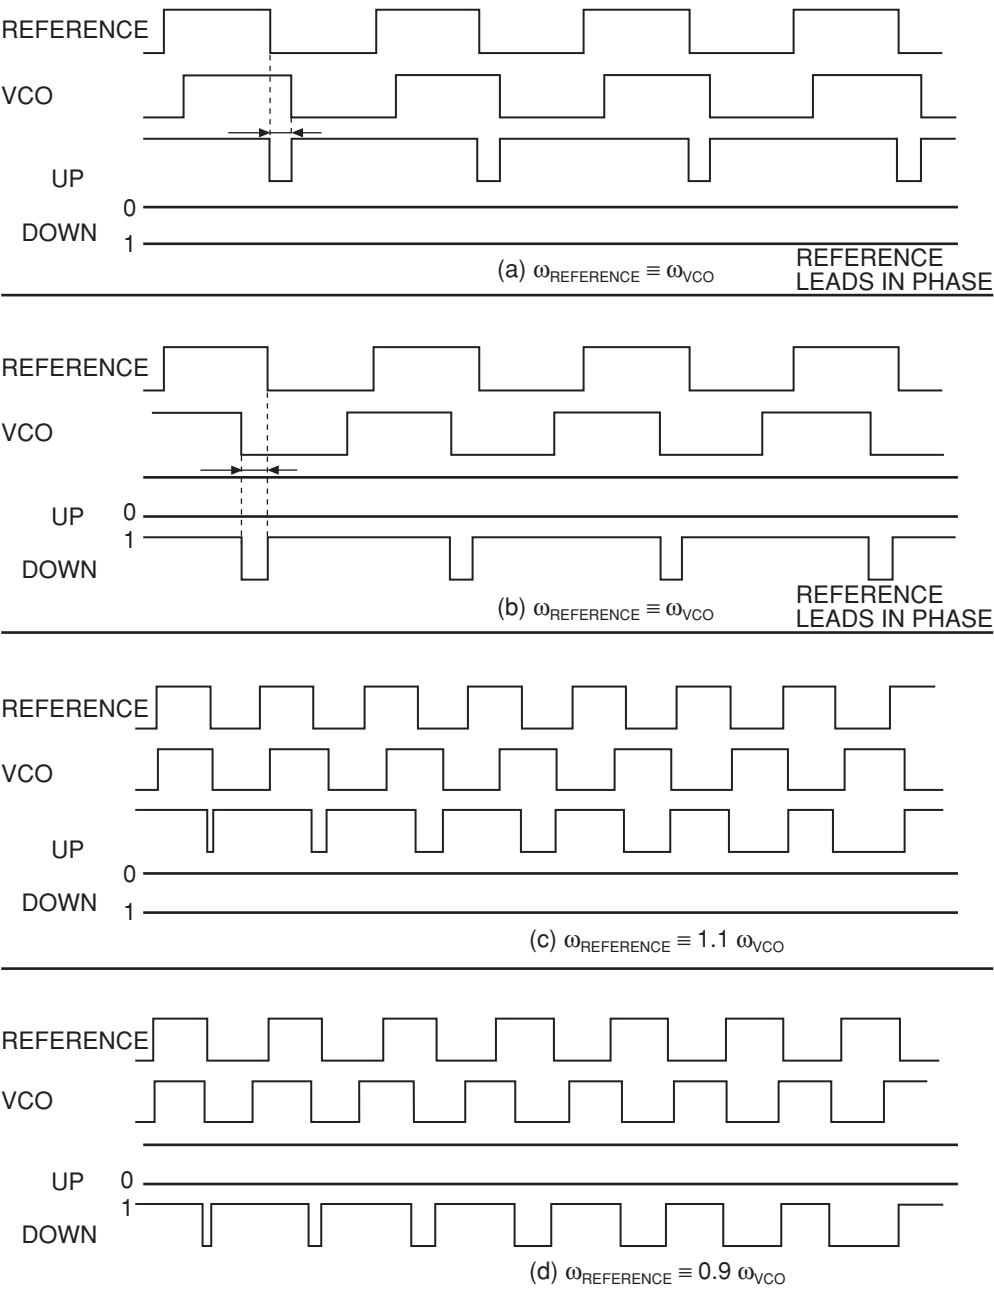 REFERENCE
VCO
UP
0
DOWN
1
(a) ωREFERENCE ≡ ωVCO
REFERENCE
LEADS IN PHASE
REFERENCE
VCO
UP
0
1
DOWN
(b) ωREFERENCE ≡ ωVCO
REFERENCE
LEADS IN PHASE
REFERENCE
VCO
UP
0
DOWN
1
(c) ωREFERENCE ≡ 1.1 ωVCO
REFERENCE
VCO
UP
0
1
DOWN
(d) ωREFERENCE ≡ 0.9 ωVCO